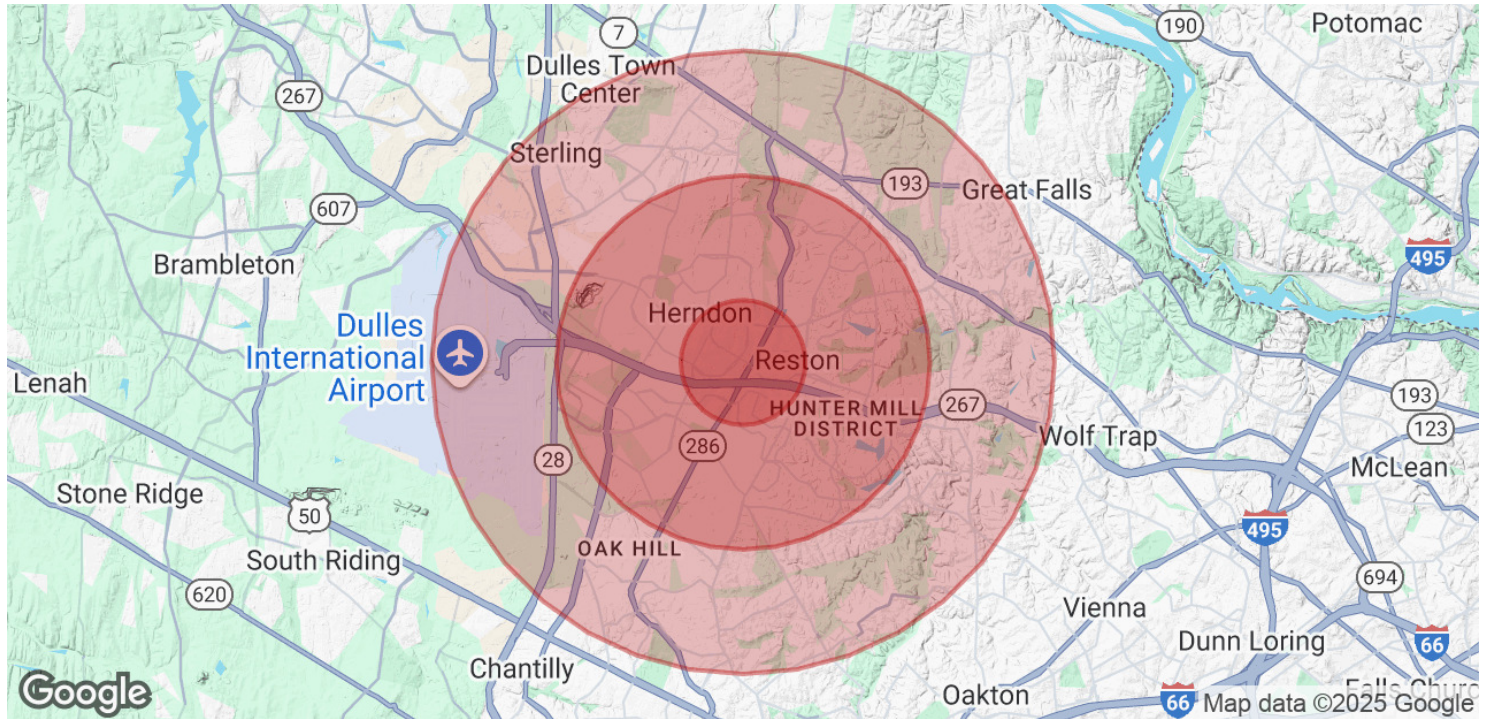 190
Potomac
7
Dulles Town
Center
267
Sterling
193
Great Falls
607
495
Brambleton
Herndon
Dulles
International
Airport
Reston
Lenah
HUNTER MILL
DISTRICT
267
193
123
Wolf Trap
286
28
McLean
Stone Ridge
50
495
OAK HILL
South Riding
694
620
Vienna
Dunn Loring
66
Chantilly
Oakton
Falls Church
Google
66
Map data ©2025 Google